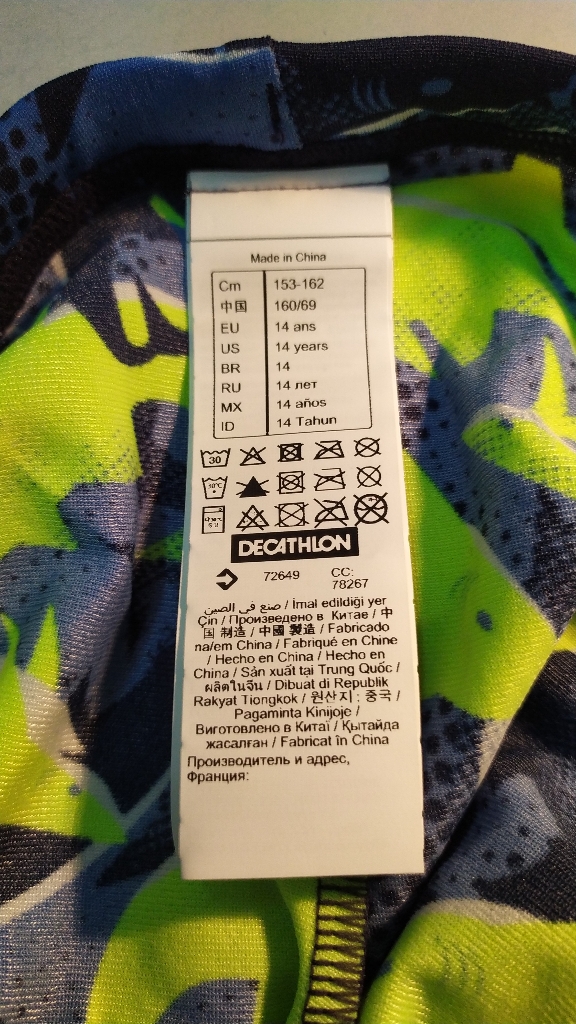 Made in China
Cm 153-162
中国 160/69
EU 14 ans
US 14 years
BR 14
RU 14 лет
MX 14 años
ID 14 Tahun
30
DECATHLON
72649 CC:
78267
صنع في الصين / İmal edildiği yer
Çin / Произведено в Китае / 中
国 制造 / 中國 製造 / Fabricado
na/em China / Fabriqué en Chine
/ Hecho en China / Hecho en
China / Sản xuất tại Trung Quốc /
ผลิตในจีน / Dibuat di Republik
Rakyat Tiongkok / 원산지 : 중국 /
Pagaminta Kinijoje /
Виготовлено в Китаї / Қытайда
жасалған / Fabricat în China
Производитель и адрес,
Франция: